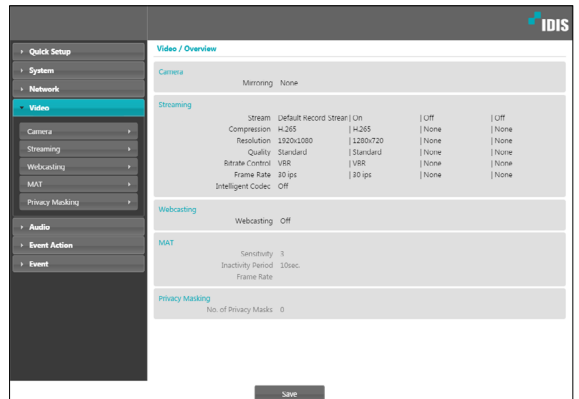 IDIS
Quick Setup
System
Network
Video
Camera
Streaming
Webcasting
MAT
Privacy Masking
Audio
Event Action
Event
Video / Overview
Camera
Mirroring None
Streaming
Stream Default Record Strear | On | Off | Off
Compression H.265 | H.265 | None | None
Resolution 1920x1080 | 1280x720 | None | None
Quality Standard | Standard | None | None
Bitrate Control VBR | VBR | None | None
Frame Rate 30 ips | 30 ips | None | None
Intelligent Codec Off
Webcasting
Webcasting Off
MAT
Sensitivity 3
Inactivity Period 10sec.
Frame Rate
Privacy Masking
No. of Privacy Masks 0
Save